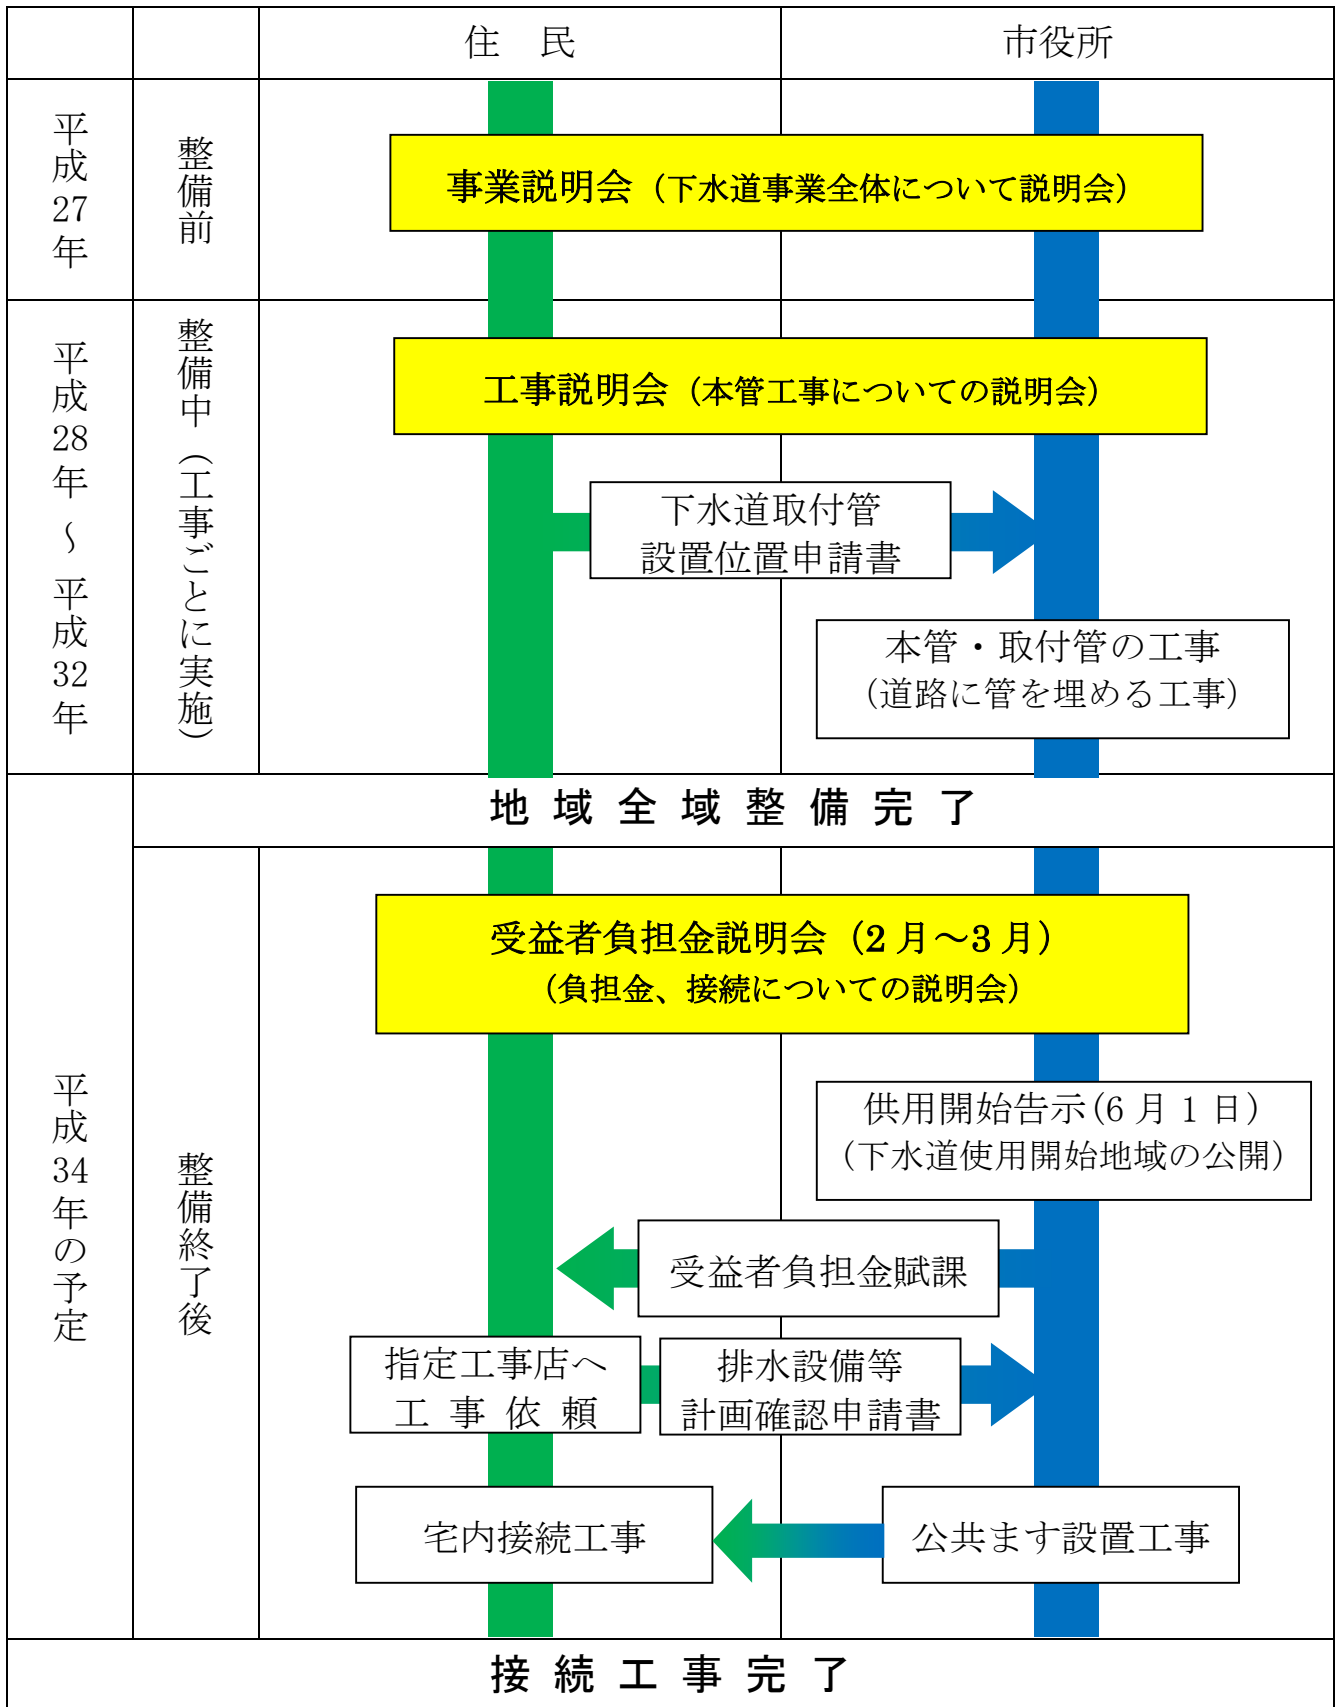 住　民
市役所
平成27年
整備前
事業説明会（下水道事業全体について説明会）
平成28年～平成32年
整備中（工事ごとに実施）
工事説明会（本管工事についての説明会）
下水道取付管
設置位置申請書
本管・取付管の工事
（道路に管を埋める工事）
地域全域整備完了
平成34年の予定
整備終了後
受益者負担金説明会（2月～3月）
（負担金、接続についての説明会）
供用開始告示(6月1日)
（下水道使用開始地域の公開）
受益者負担金賦課
指定工事店へ
工事依頼
排水設備等
計画確認申請書
宅内接続工事
公共ます設置工事
接続工事完了